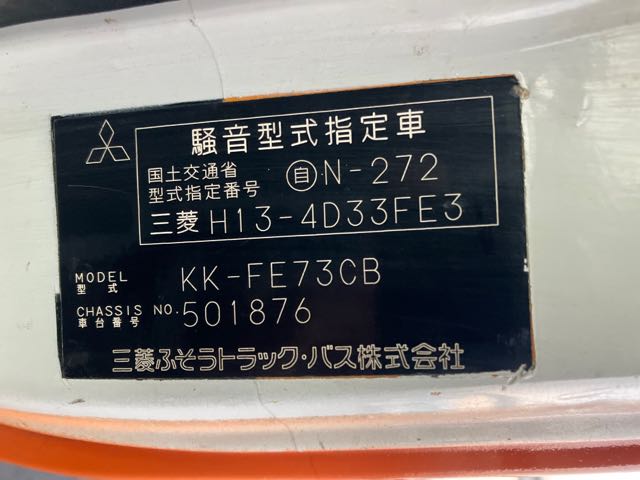 騒音型式指定車
国土交通省
型式指定番号 自N-272
三菱 H13-4D33FE3
MODEL
型式 KK-FE73CB
CHASSIS NO.
車台番号 501876
三菱ふそうトラック・バス株式会社